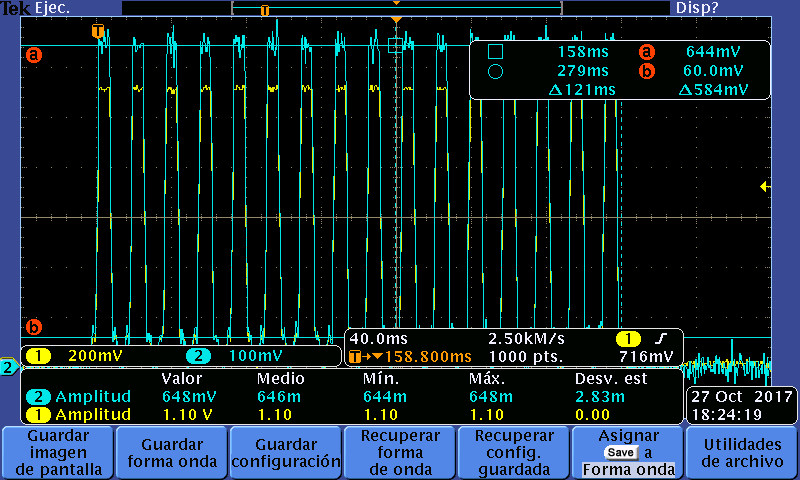 Tek Ejec. Disp?
T
T
a
158ms a 644mV
279ms b 60.0mV
Δ121ms Δ584mV
b
1 200mV 2 100mV
40.0ms 2.50kM/s 1
T→▼158.800ms 1000 pts. 716mV
2
Valor Medio Mín. Máx. Desv. est
2 Amplitud 648mV 646m 644m 648m 2.83m
1 Amplitud 1.10 V 1.10 1.10 1.10 0.00
27 Oct 2017
18:24:19
Guardar imagen de pantalla
Guardar forma onda
Guardar configuración
Recuperar forma de onda
Recuperar config. guardada
Asignar Save a Forma onda
Utilidades de archivo